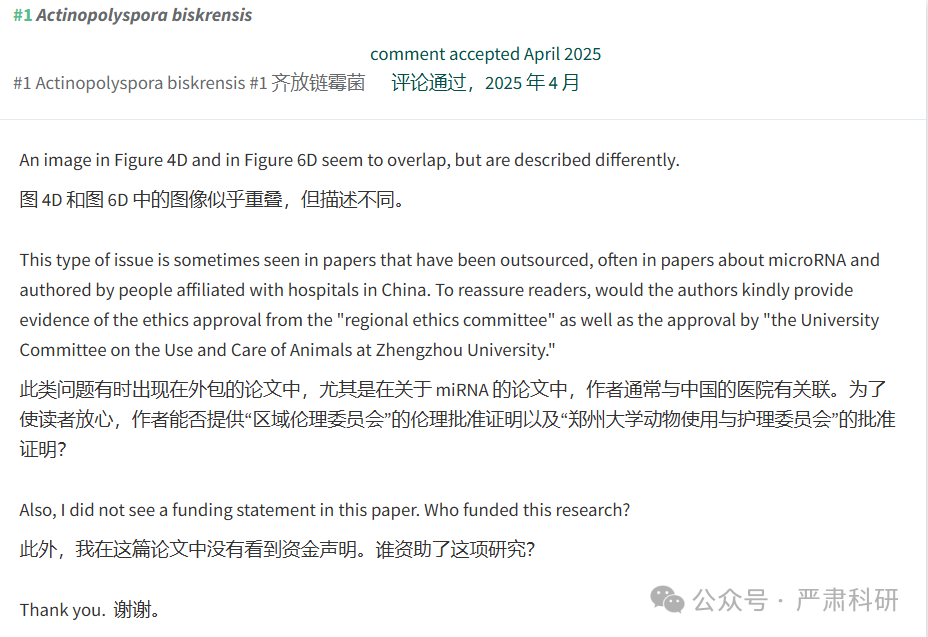 #1 Actinopolyspora biskrensis
comment accepted April 2025
#1 Actinopolyspora biskrensis #1 齐放链霉菌 评论通过，2025 年 4 月
An image in Figure 4D and in Figure 6D seem to overlap, but are described differently.
图 4D 和图 6D 中的图像似乎重叠，但描述不同。
This type of issue is sometimes seen in papers that have been outsourced, often in papers about microRNA and
authored by people affiliated with hospitals in China. To reassure readers, would the authors kindly provide
evidence of the ethics approval from the "regional ethics committee" as well as the approval by "the University
Committee on the Use and Care of Animals at Zhengzhou University."
此类问题有时出现在外包的论文中，尤其是在关于 miRNA 的论文中，作者通常与中国的医院有关联。为了
使读者放心，作者能否提供“区域伦理委员会”的伦理批准证明以及“郑州大学动物使用与护理委员会”的批准
证明？
Also, I did not see a funding statement in this paper. Who funded this research?
此外，我在这篇论文中没有看到资金声明。谁资助了这项研究？
Thank you. 谢谢。
公众号 · 严肃科研